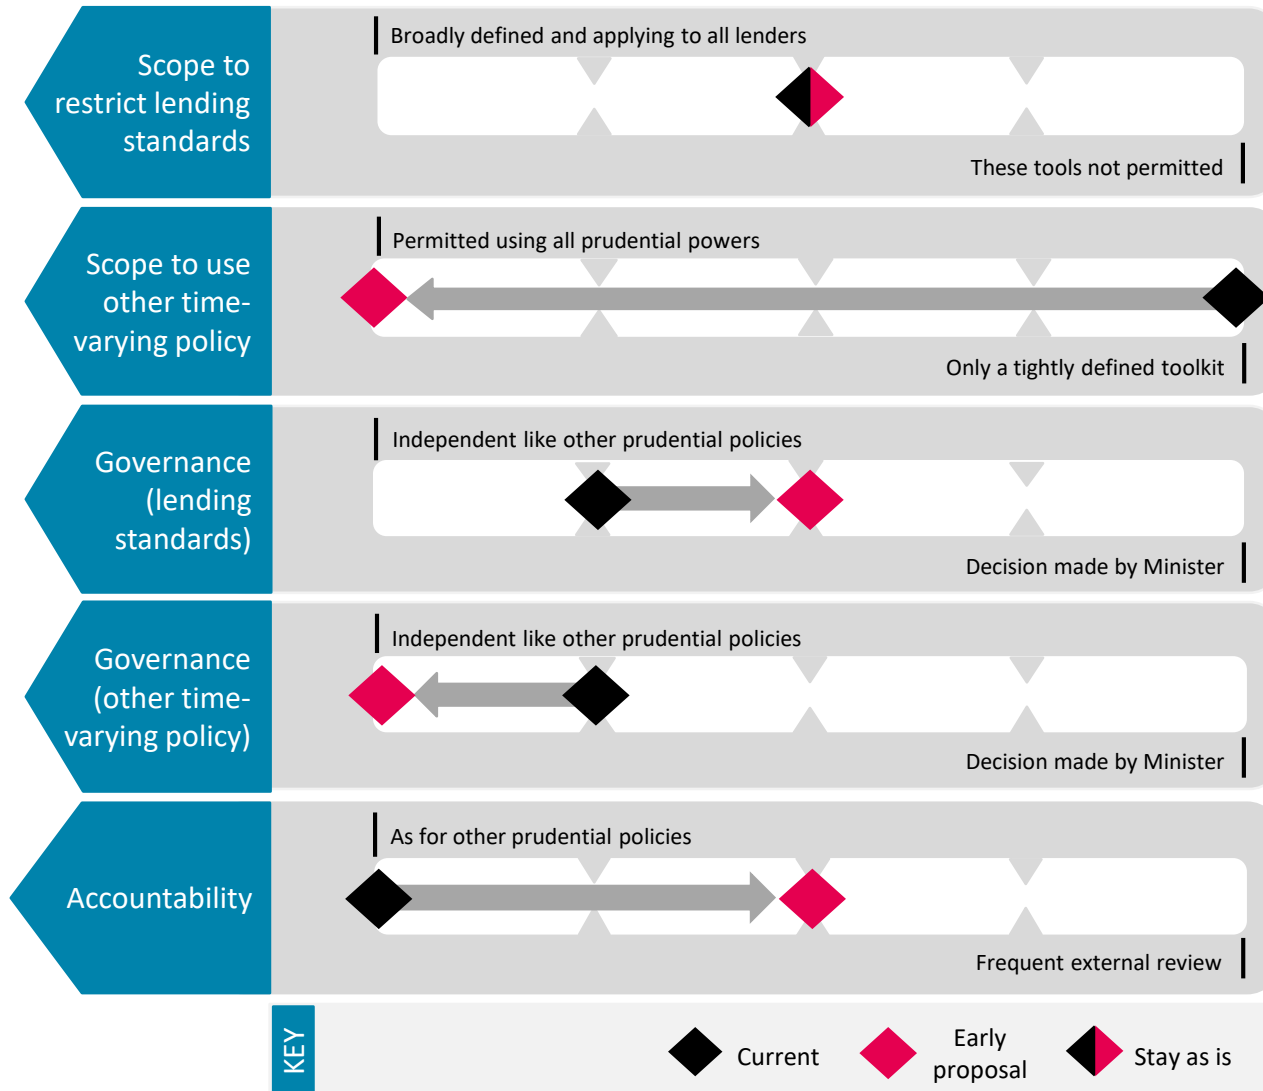 Scope to
restrict lending
standards
Broadly defined and applying to all lenders
These tools not permitted
Scope to use
other time-
varying policy
Permitted using all prudential powers
Only a tightly defined toolkit
Governance
(lending
standards)
Independent like other prudential policies
Decision made by Minister
Governance
(other time-
varying policy)
Independent like other prudential policies
Decision made by Minister
Accountability
As for other prudential policies
Frequent external review
KEY
Current
Early
proposal
Stay as is